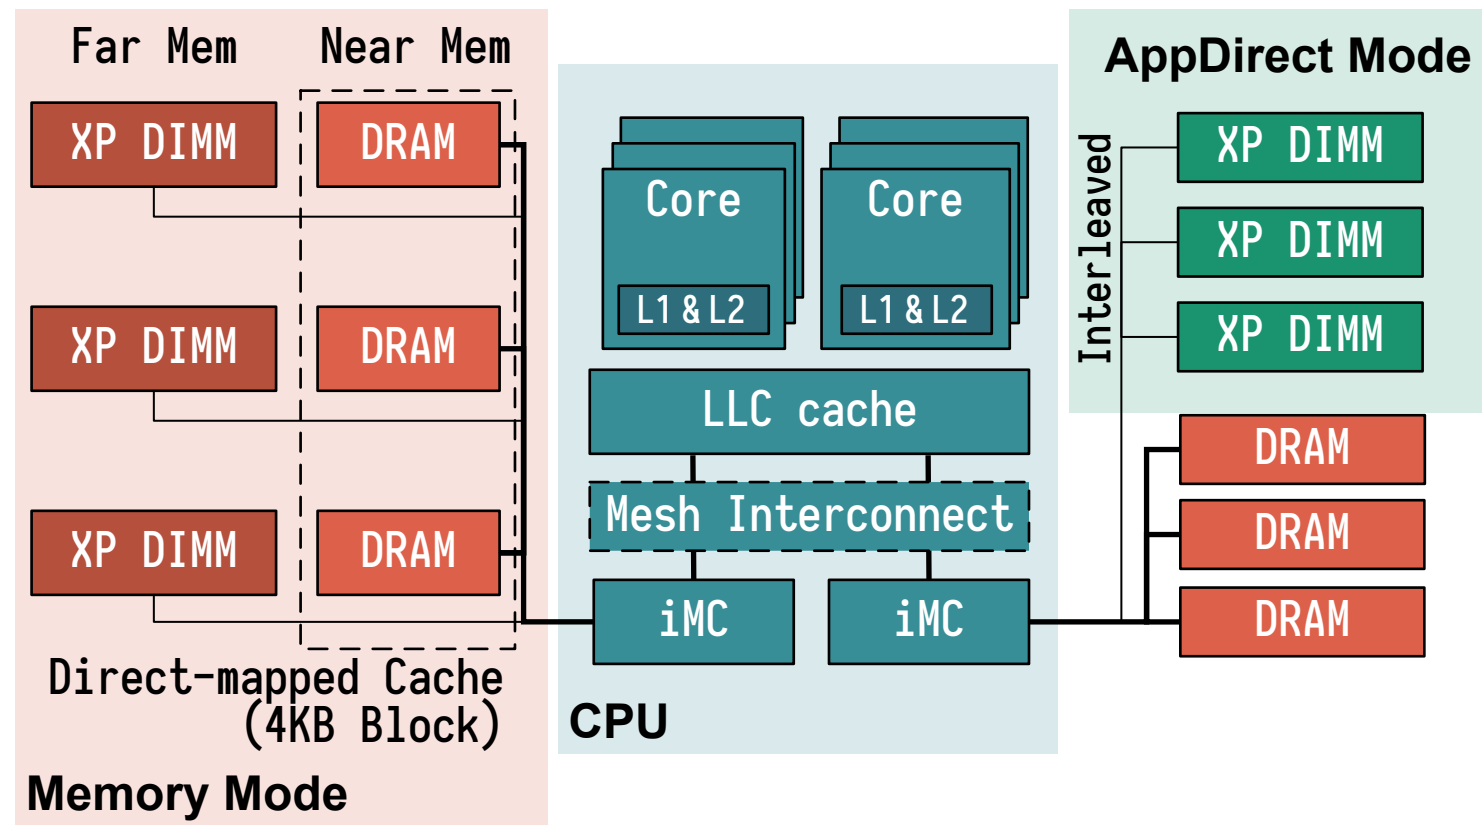 Far Mem
Near Mem
XP DIMM
DRAM
XP DIMM
DRAM
XP DIMM
DRAM
Direct-mapped Cache
(4KB Block)
Memory Mode
Core
L1 & L2
Core
L1 & L2
LLC cache
Mesh Interconnect
iMC
iMC
CPU
AppDirect Mode
Interleaved
XP DIMM
XP DIMM
XP DIMM
DRAM
DRAM
DRAM